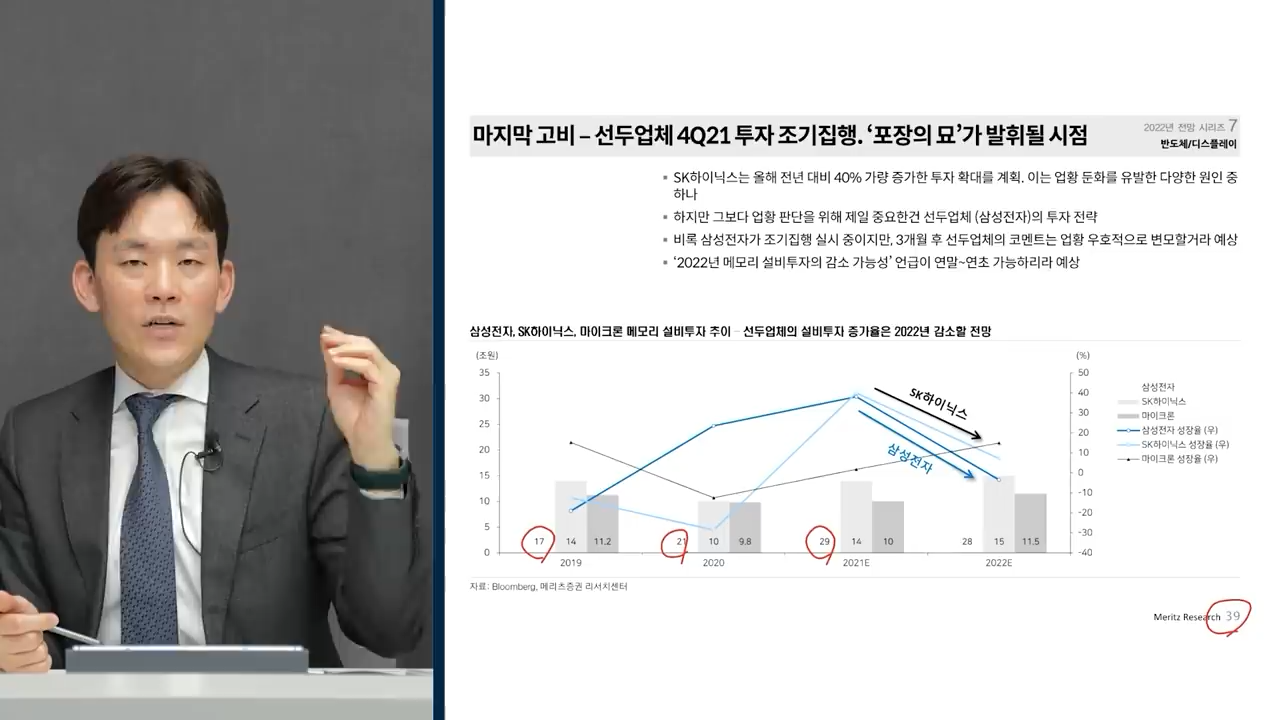 마지막 고비 – 선두업체 4Q21 투자 조기집행. ‘포장의 묘’가 발휘될 시점
2022년 전망 시리즈 7
반도체/디스플레이
▪ SK하이닉스는 올해 전년 대비 40% 가량 증가한 투자 확대를 계획. 이는 업황 둔화를 유발한 다양한 원인 중
하나
▪ 하지만 그보다 업황 판단을 위해 제일 중요한건 선두업체 (삼성전자)의 투자 전략
▪ 비록 삼성전자가 조기집행 실시 중이지만, 3개월 후 선두업체의 코멘트는 업황 우호적으로 변모할거라 예상
▪ ‘2022년 메모리 설비투자의 감소 가능성’ 언급이 연말~연초 가능하리라 예상
삼성전자, SK하이닉스, 마이크론 메모리 설비투자 추이 – 선두업체의 설비투자 증가율은 2022년 감소할 전망
(조원)
(%)
35
30
25
20
15
10
5
0
50
40
30
20
10
0
-10
-20
-30
-40
SK하이닉스
삼성전자
17 14 11.2
21 10 9.8
29 14 10
28 15 11.5
2019 2020 2021E 2022E
삼성전자
SK하이닉스
마이크론
삼성전자 성장율 (우)
SK하이닉스 성장율 (우)
마이크론 성장율 (우)
자료: Bloomberg, 메리츠증권 리서치센터
Meritz Research 39